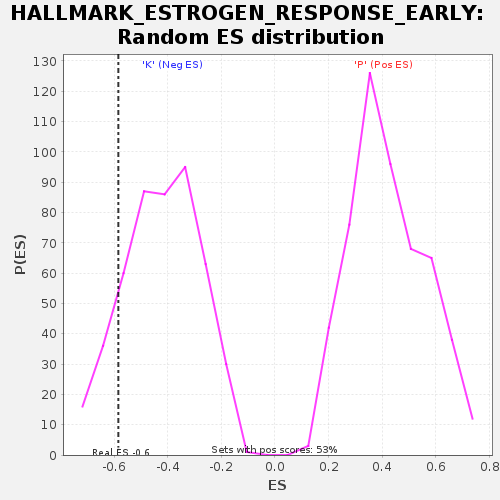 HALLMARK_ESTROGEN_RESPONSE_EARLY:
Random ES distribution
'K' (Neg ES)
'P' (Pos ES)
130
120
110
100
90
80
70
60
50
40
30
20
10
0
P(ES)
Real ES -0.6
Sets with pos scores: 53%
-0.6 -0.4 -0.2 0.0 0.2 0.4 0.6 0.8
ES